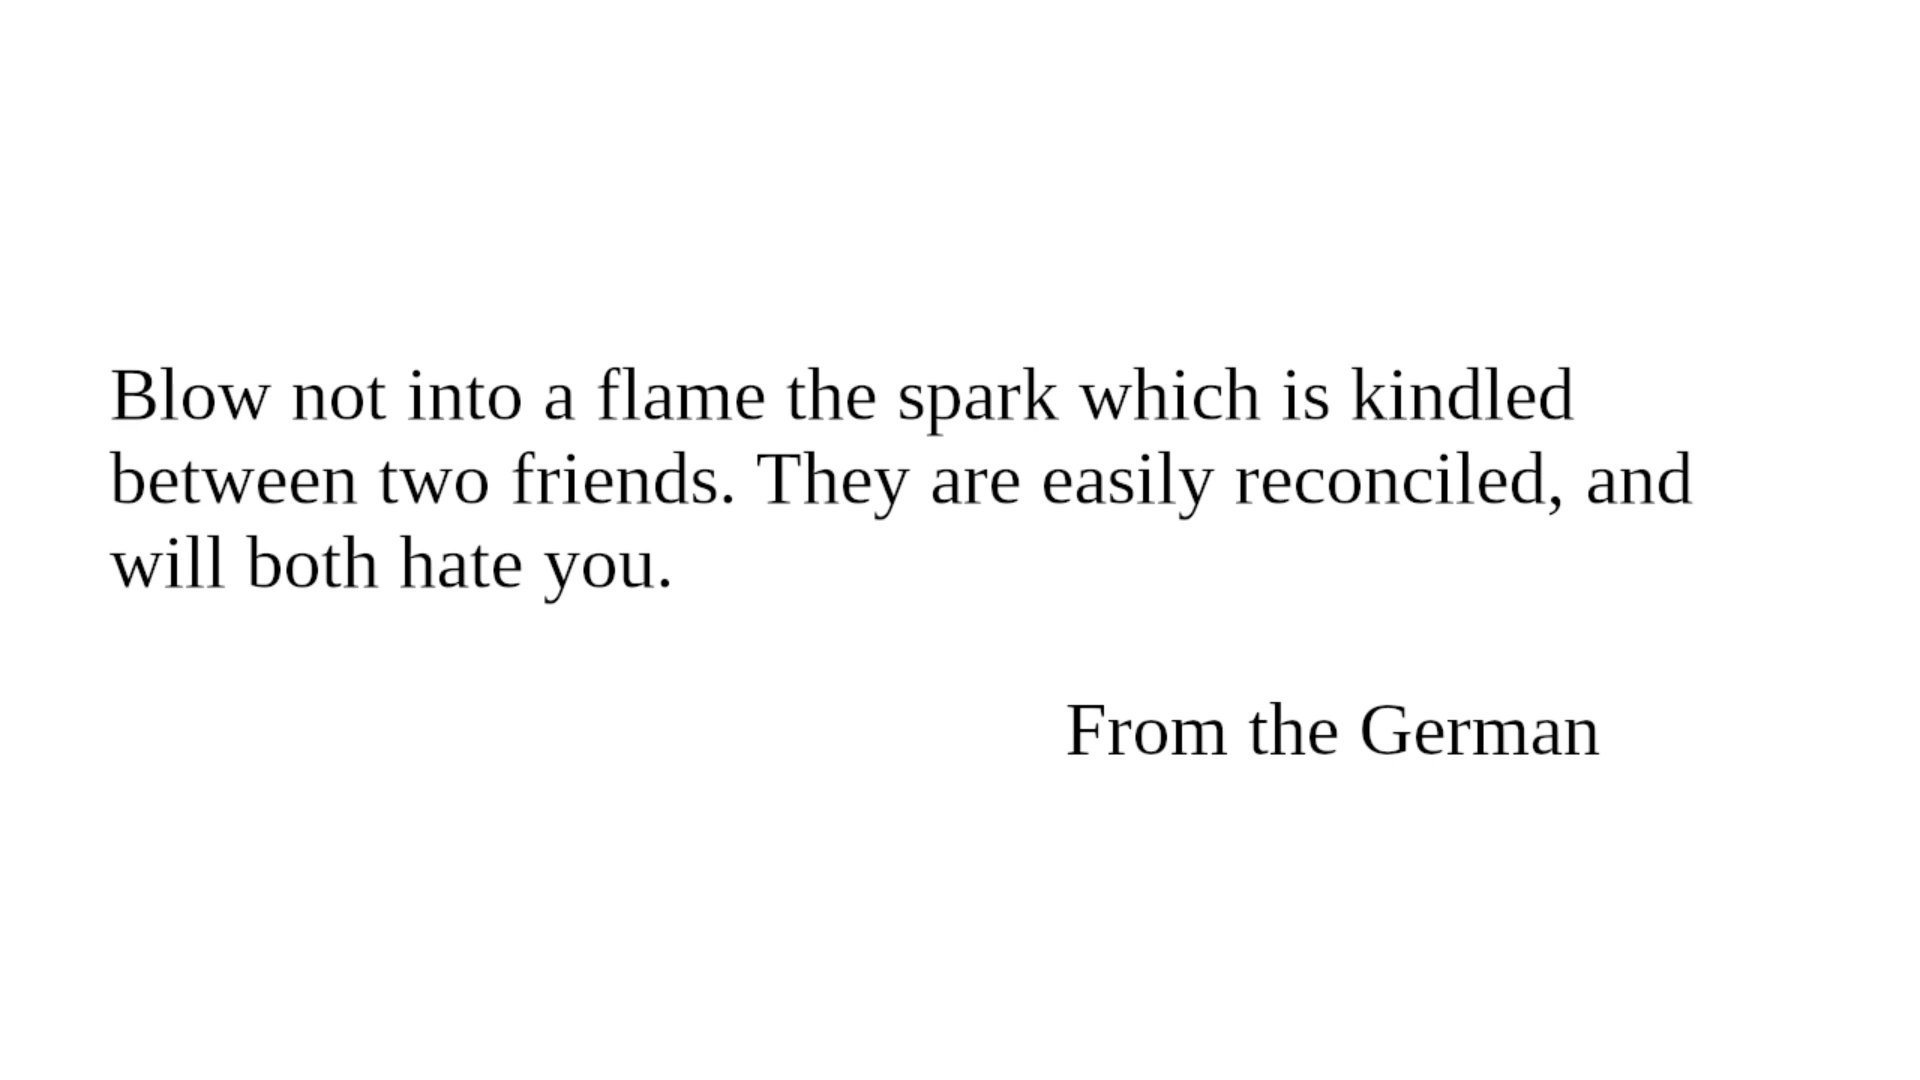 Blow not into a flame the spark which is kindled
between two friends. They are easily reconciled, and
will both hate you.
From the German